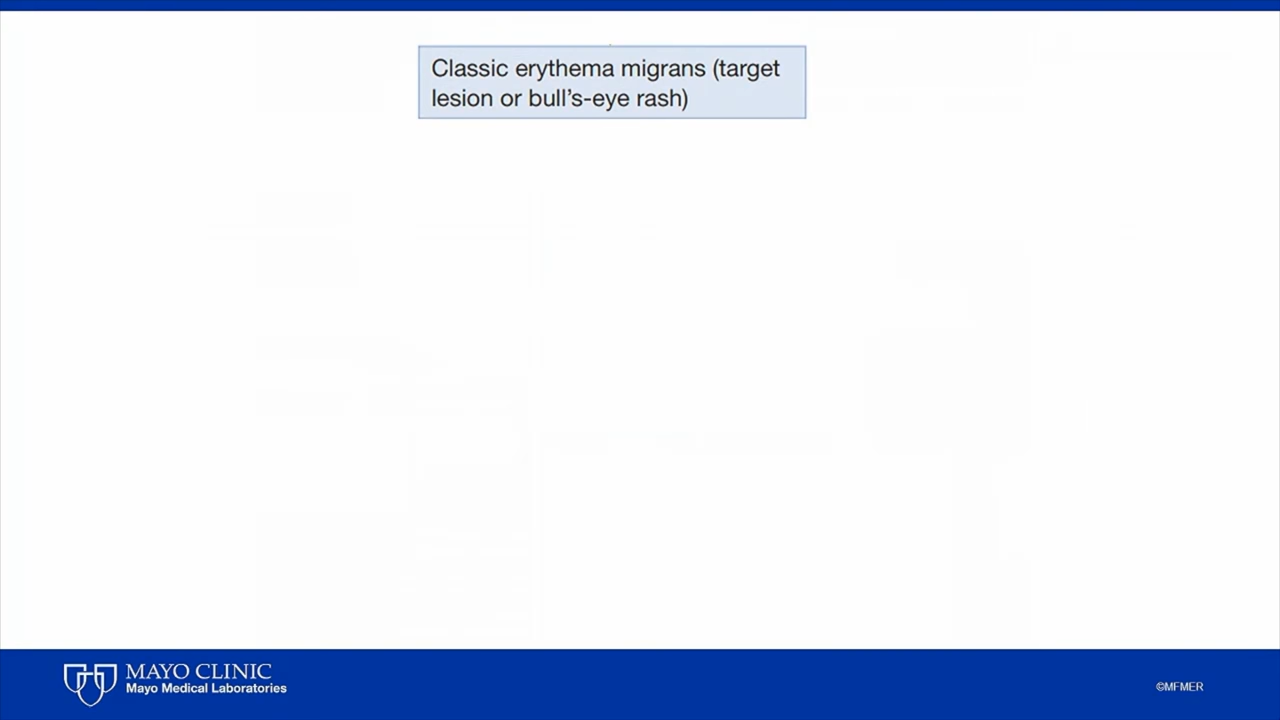 Classic erythema migrans (target
lesion or bull’s-eye rash)
MAYO CLINIC
Mayo Medical Laboratories
©MFMER